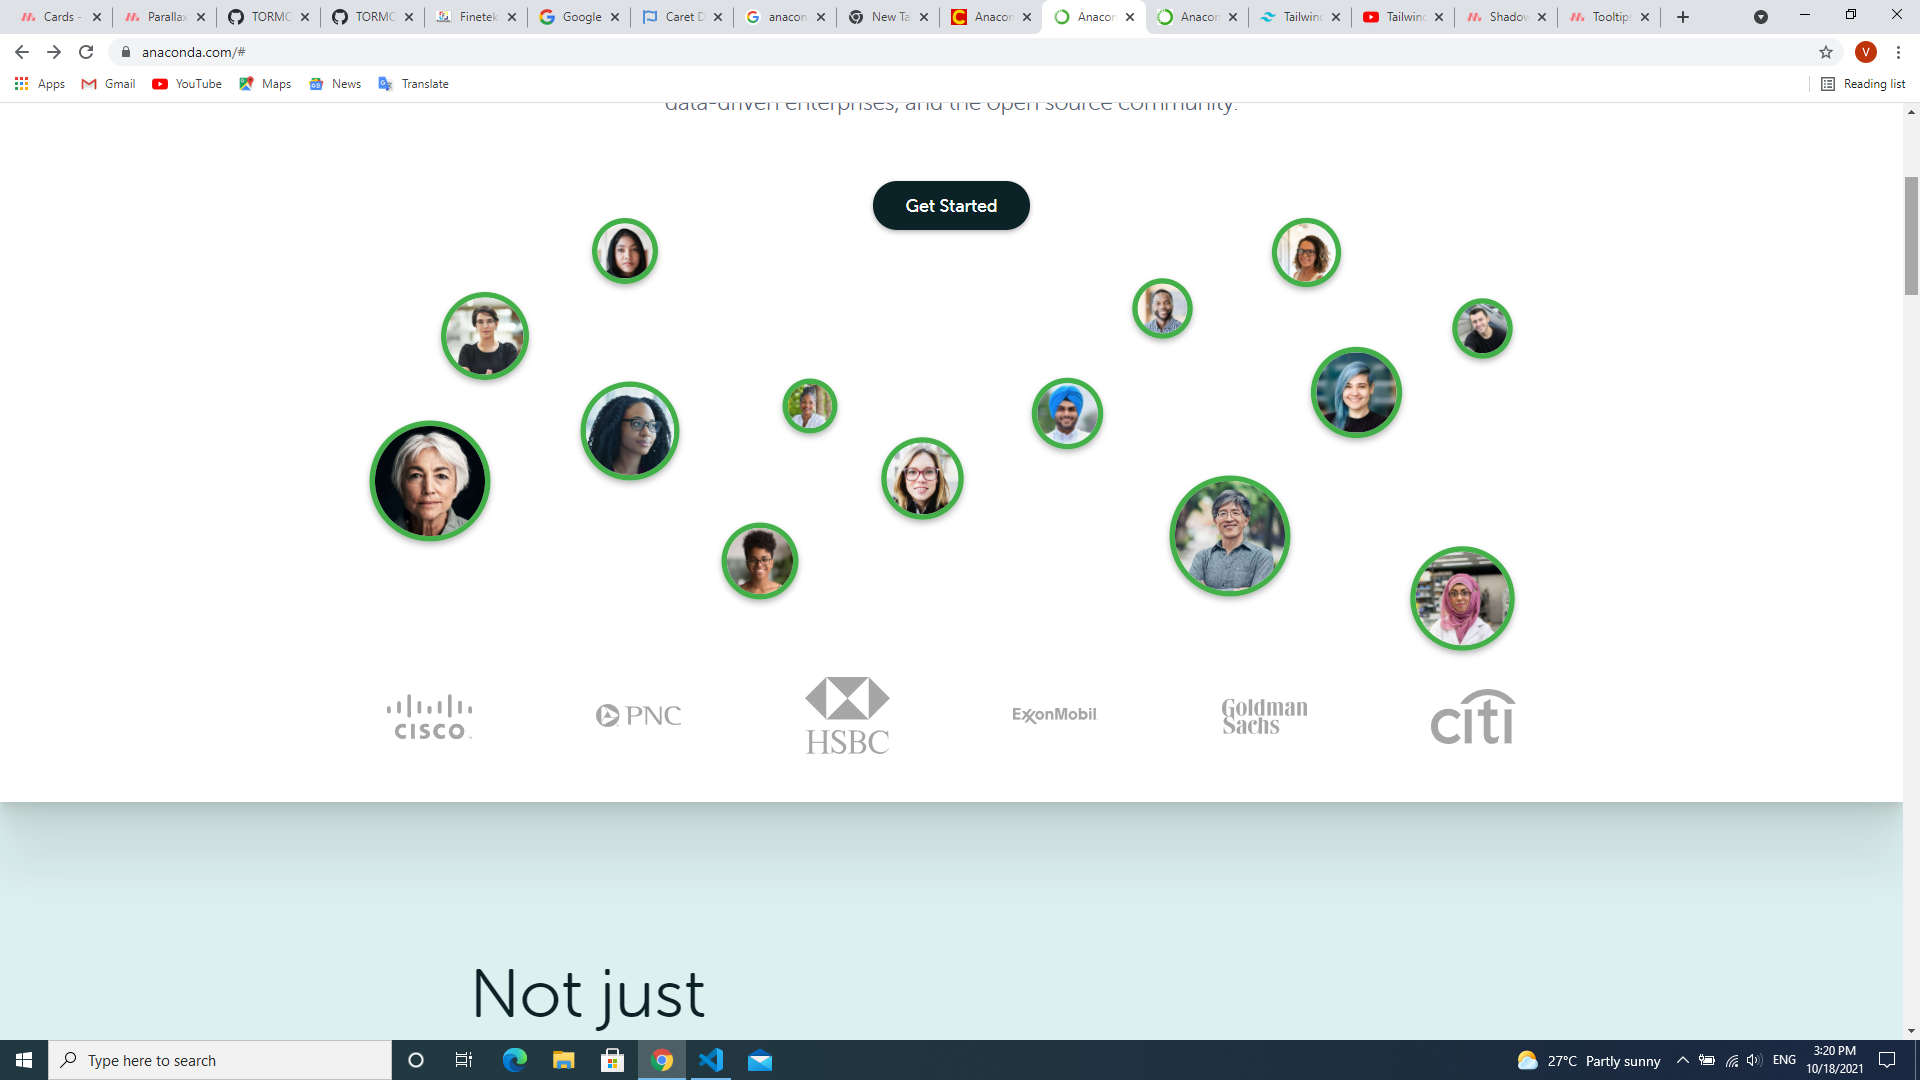 Cards -
Parallax
TORMC
TORMC
Finetek
Google
Caret D
anacon
New Ta
Anacon
Anacon
Anacon
Tailwind
Tailwind
Shadow
Tooltips
anaconda.com/#
V
Apps
Gmail
YouTube
Maps
News
Translate
Reading list
data-driven enterprises, and the open source community.
Get Started
CISCO
PNC
HSBC
ExxonMobil
Goldman
Sachs
citi
Not just
Type here to search
27°C Partly sunny
ENG
3:20 PM
10/18/2021